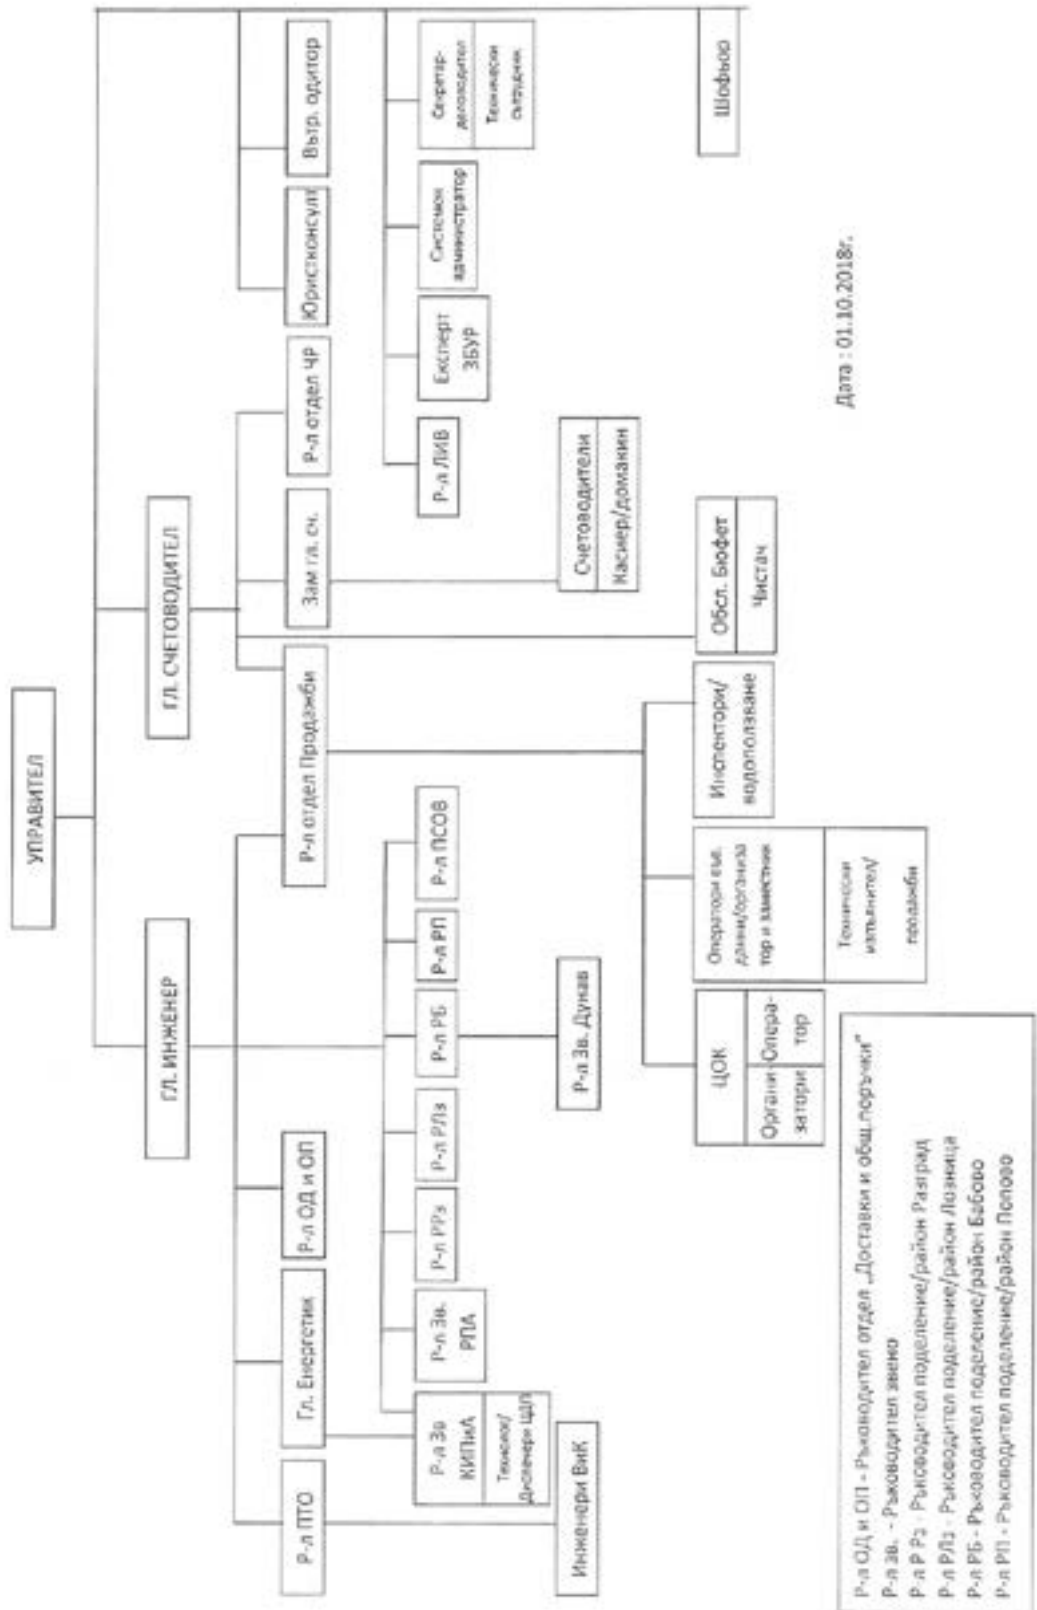 УПРАВИТЕЛ
ГЛ. ИНЖЕНЕР
ГЛ. СЧЕТОВОДИТЕЛ
Р-л ПТО
Гл. Енергетик
Р-л ОД и ОП
Р-л отдел Продажби
Зам гл. сч.
Р-л отдел ЧР
Юристконсулт
Вътр. одитор
Р-л Зв
КИПиА
Технолог/
Диспечери ЦДП
Р-л Зв.
РПА
Р-л РРз
Р-л РЛз
Р-л РБ
Р-л РП
Р-л ПСОВ
Р-л ЛИВ
Експерт
ЗБУР
Системен
администратор
Секретар-
деловодител
Технически
сътрудник
Инженери ВиК
Р-л Зв. Дунав
Счетоводители
Касиер/домакин
ЦОК
Органи-
затори
Опера-
тор
Оператори във.
данни/организа
тор и заместник
Технически
изпълнител/
продажби
Инспектори/
водоползване
Обсл. Бюфет
Чистач
Шофьор
Дата : 01.10.2018г.
Р-л ОД и ОП - Ръководител отдел „Доставки и общ.поръчки"
Р-л Зв. - Ръководител звено
Р-л Р Рз - Ръководител поделение/район Разград
Р-л РЛз - Ръководител поделение/район Лозница
Р-л РБ - Ръководител поделение/район Бабово
Р-л РП - Ръководител поделение/район Попово